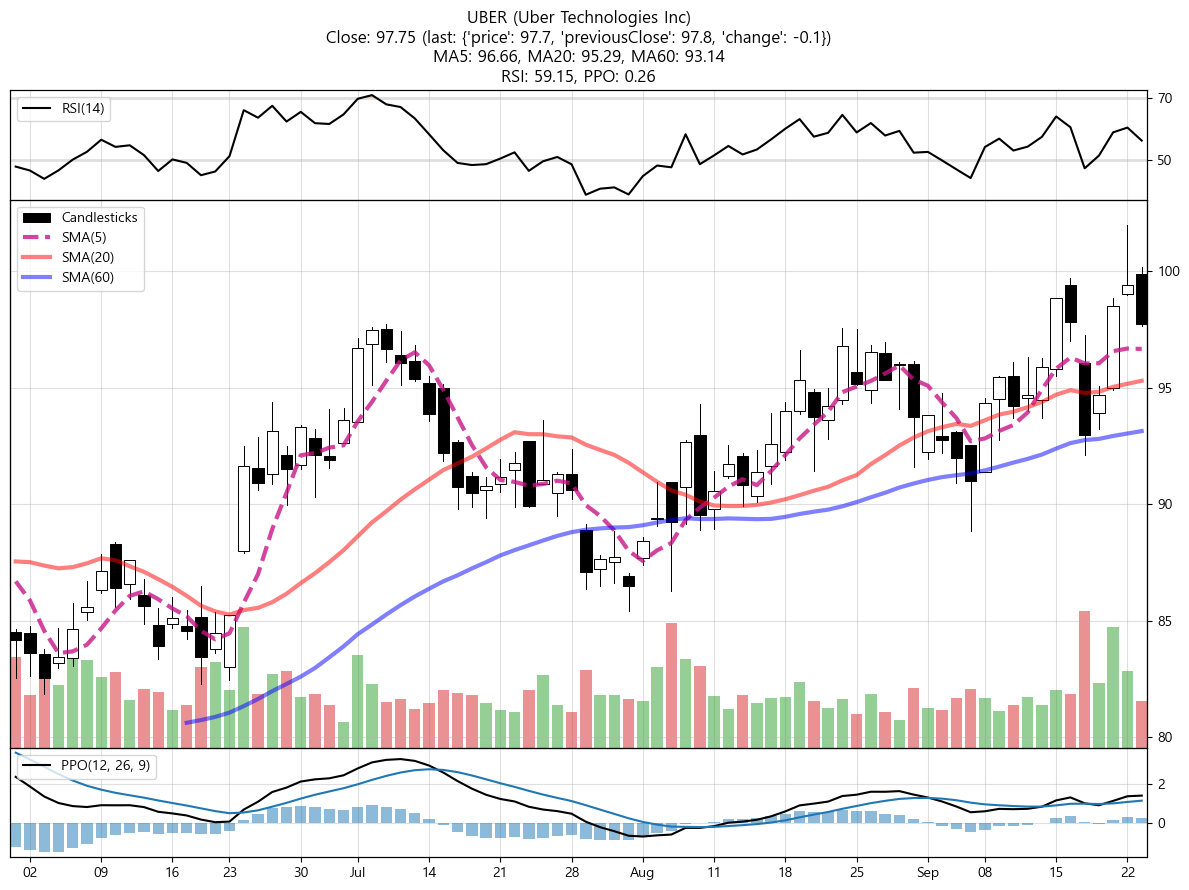 UBER (Uber Technologies Inc)
Close: 97.75 (last: {'price': 97.7, 'previousClose': 97.8, 'change': -0.1})
MA5: 96.66, MA20: 95.29, MA60: 93.14
RSI: 59.15, PPO: 0.26
RSI(14)
70
50
Candlesticks
SMA(5)
SMA(20)
SMA(60)
100
95
90
85
80
PPO(12, 26, 9)
2
0
02 09 16 23 30 Jul 14 21 28 Aug 11 18 25 Sep 08 15 22